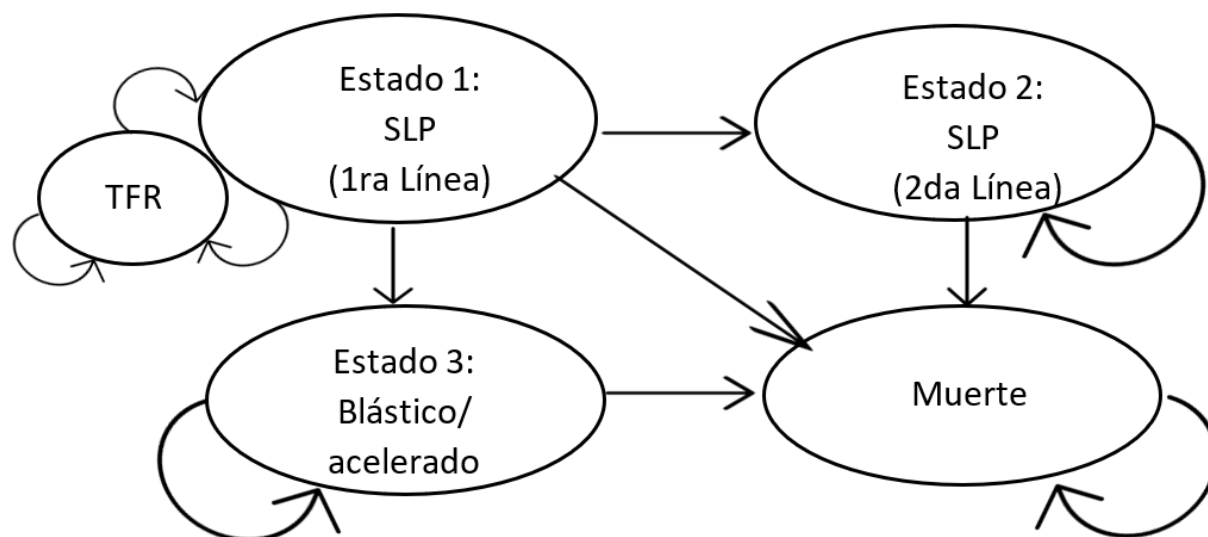 Estado 1:
SLP
(1ra Línea)
Estado 2:
SLP
(2da Línea)
TFR
Estado 3:
Blástico/
acelerado
Muerte